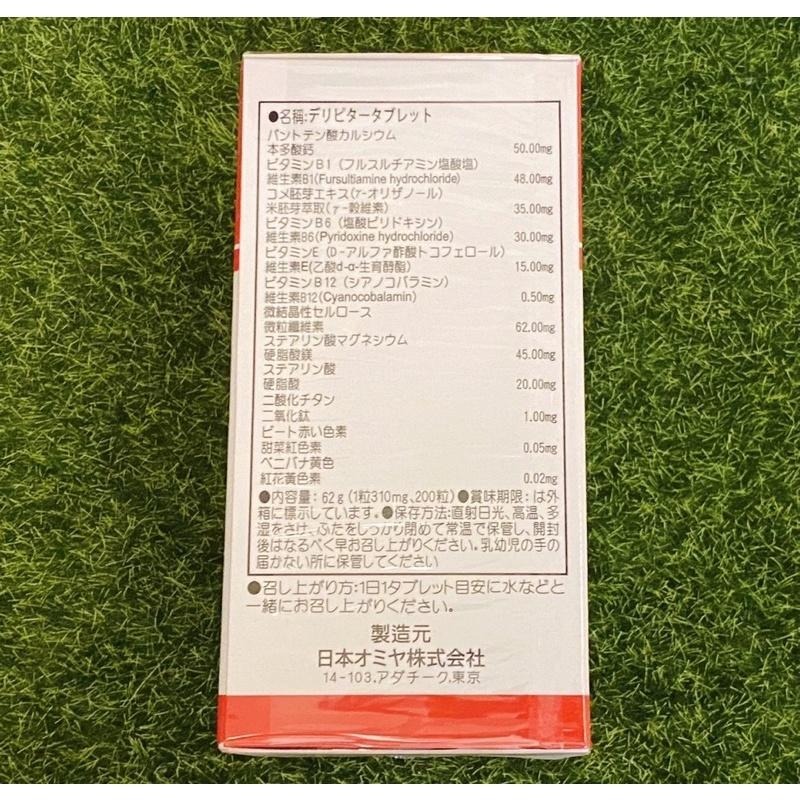 ●名稱:デリビタータブレット
パントテン酸カルシウム
本多酸鈣 50.00mg
ビタミンB1（フルスルチアミン塩酸塩）
維生素B1(Fursultiamine hydrochloride) 48.00mg
コメ胚芽エキス(γ-オリザノール）
米胚芽萃取(γ-穀維素) 35.00mg
ビタミンB6（塩酸ピリドキシン）
維生素B6(Pyridoxine hydrochloride) 30.00mg
ビタミンE（D-アルファ酢酸トコフェロール）
維生素E(乙酸d-α-生育醇酯) 15.00mg
ビタミンB12（シアノコバラミン）
維生素B12(Cyanocobalamin) 0.50mg
微結晶性セルロース
微粒纖維素 62.00mg
ステアリン酸マグネシウム
硬脂酸鎂 45.00mg
ステアリン酸
硬脂酸 20.00mg
二酸化チタン
二氧化鈦 1.00mg
ビート赤い色素
甜菜紅色素 0.05mg
ベニバナ黄色
紅花黃色素 0.02mg
●内容量：62g（1粒310mg、200粒）●賞味期限：は外
箱に標示しています。●保存方法:直射日光、高温、多
湿をさけ、ふたをしっかり閉めて常温で保管し、開封
後はなるべく早お召し上がりください。乳幼児の手の
届かない所に保管してください
●召し上がり方:1日1タブレット目安に水などと
一緒にお召し上がりください。
製造元
日本オミヤ株式会社
14-103,アダチーク,東京